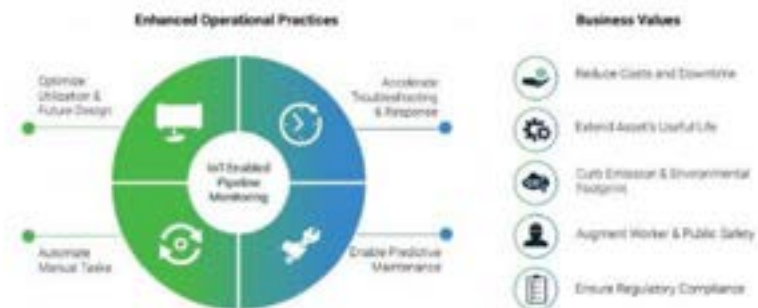 Enhanced Operational Practices
Business Values
Optimize
Utilization &
Future Design
Accelerate
Troubleshooting
& Response
IoT Enabled
Pipeline
Monitoring
Automate
Manual Tasks
Enable Predictive
Maintenance
Reduce Costs and Downtime
Extend Asset's Useful Life
Curb Emission & Environmental
Footprint
Augment Worker & Public Safety
Ensure Regulatory Compliance